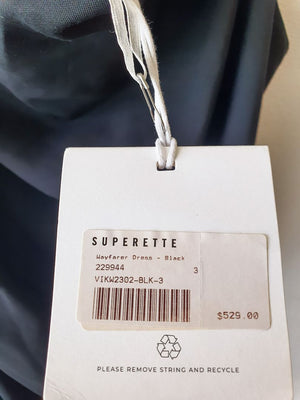 SUPERETTE
Wayfarer Dress - Black
229944 3
VIKW2302-BLK-3
$529.00
PLEASE REMOVE STRING AND RECYCLE